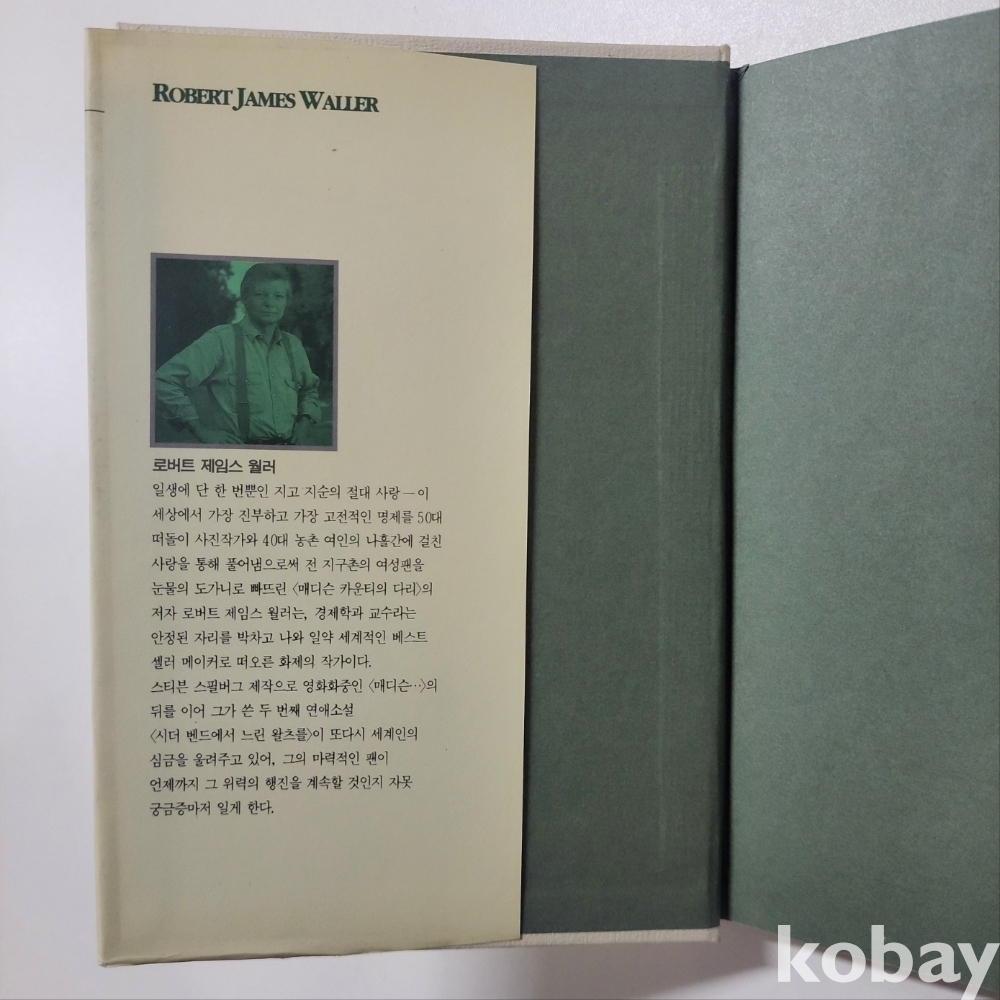 ROBERT JAMES WALLER
로버트 제임스 월러
일생에 단 한 번뿐인 지고 지순의 절대 사랑—이
세상에서 가장 진부하고 가장 고전적인 명제를 50대
떠돌이 사진작가와 40대 농촌 여인의 나흘간에 걸친
사랑을 통해 풀어냄으로써 전 지구촌의 여성팬을
눈물의 도가니로 빠뜨린 〈매디슨 카운티의 다리〉의
저자 로버트 제임스 월러는, 경제학과 교수라는
안정된 자리를 박차고 나와 일약 세계적인 베스트
셀러 메이커로 떠오른 화제의 작가이다.
스티븐 스필버그 제작으로 영화화중인 〈매디슨…〉의
뒤를 이어 그가 쓴 두 번째 연애소설
〈시더 벤드에서 느린 왈츠를〉이 또다시 세계인의
심금을 울려주고 있어, 그의 마력적인 팬이
언제까지 그 위력의 행진을 계속할 것인지 자못
궁금증마저 일게 한다.
kobay